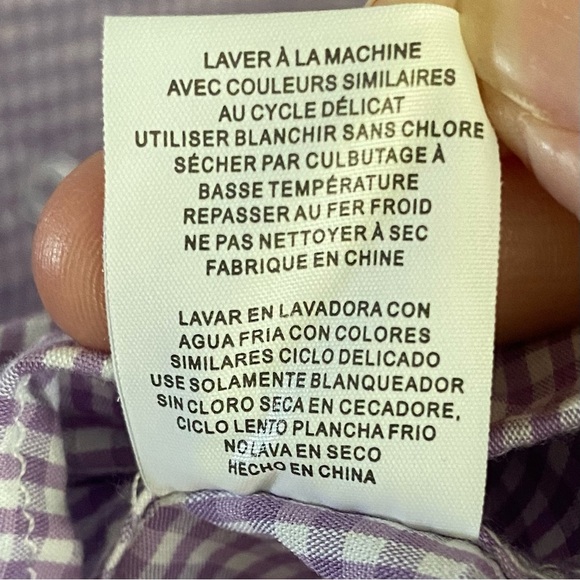 LAVER À LA MACHINE
AVEC COULEURS SIMILAIRES
AU CYCLE DÉLICAT
UTILISER BLANCHIR SANS CHLORE
SÉCHER PAR CULBUTAGE À
BASSE TEMPÉRATURE
REPASSER AU FER FROID
NE PAS NETTOYER À SEC
FABRIQUE EN CHINE
LAVAR EN LAVADORA CON
AGUA FRIA CON COLORES
SIMILARES CICLO DELICADO
USE SOLAMENTE BLANQUEADOR
SIN CLORO SECA EN CECADORE,
CICLO LENTO PLANCHA FRIO
NO LAVA EN SECO
HECHO EN CHINA